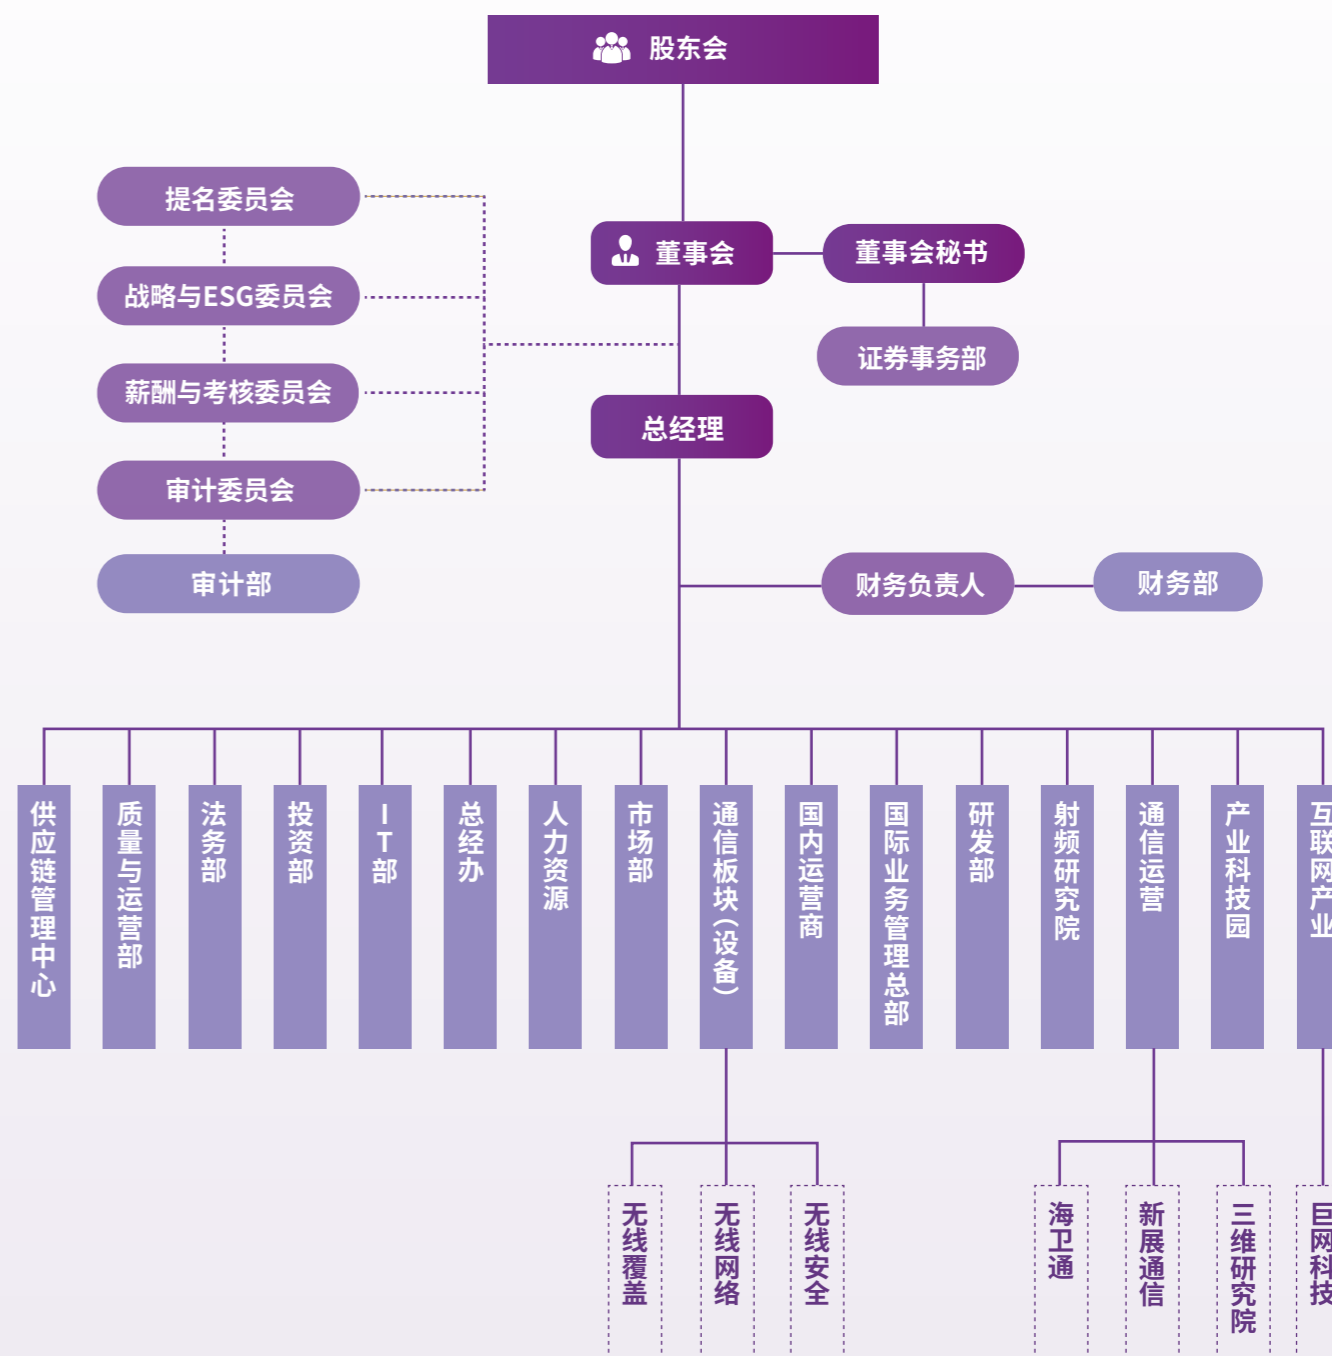 股东会
提名委员会
董事会
董事会秘书
战略与ESG委员会
证券事务部
薪酬与考核委员会
总经理
审计委员会
审计部
财务负责人
财务部
供应链管理中心
质量与运营部
法务部
投资部
IT部
总经办
人力资源
市场部
通信板块（设备）
国内运营商
国际业务管理总部
研发部
射频研究院
通信运营
产业科技园
互联网产业
无线覆盖
无线网络
无线安全
海卫通
新展通信
三维研究院
巨网科技